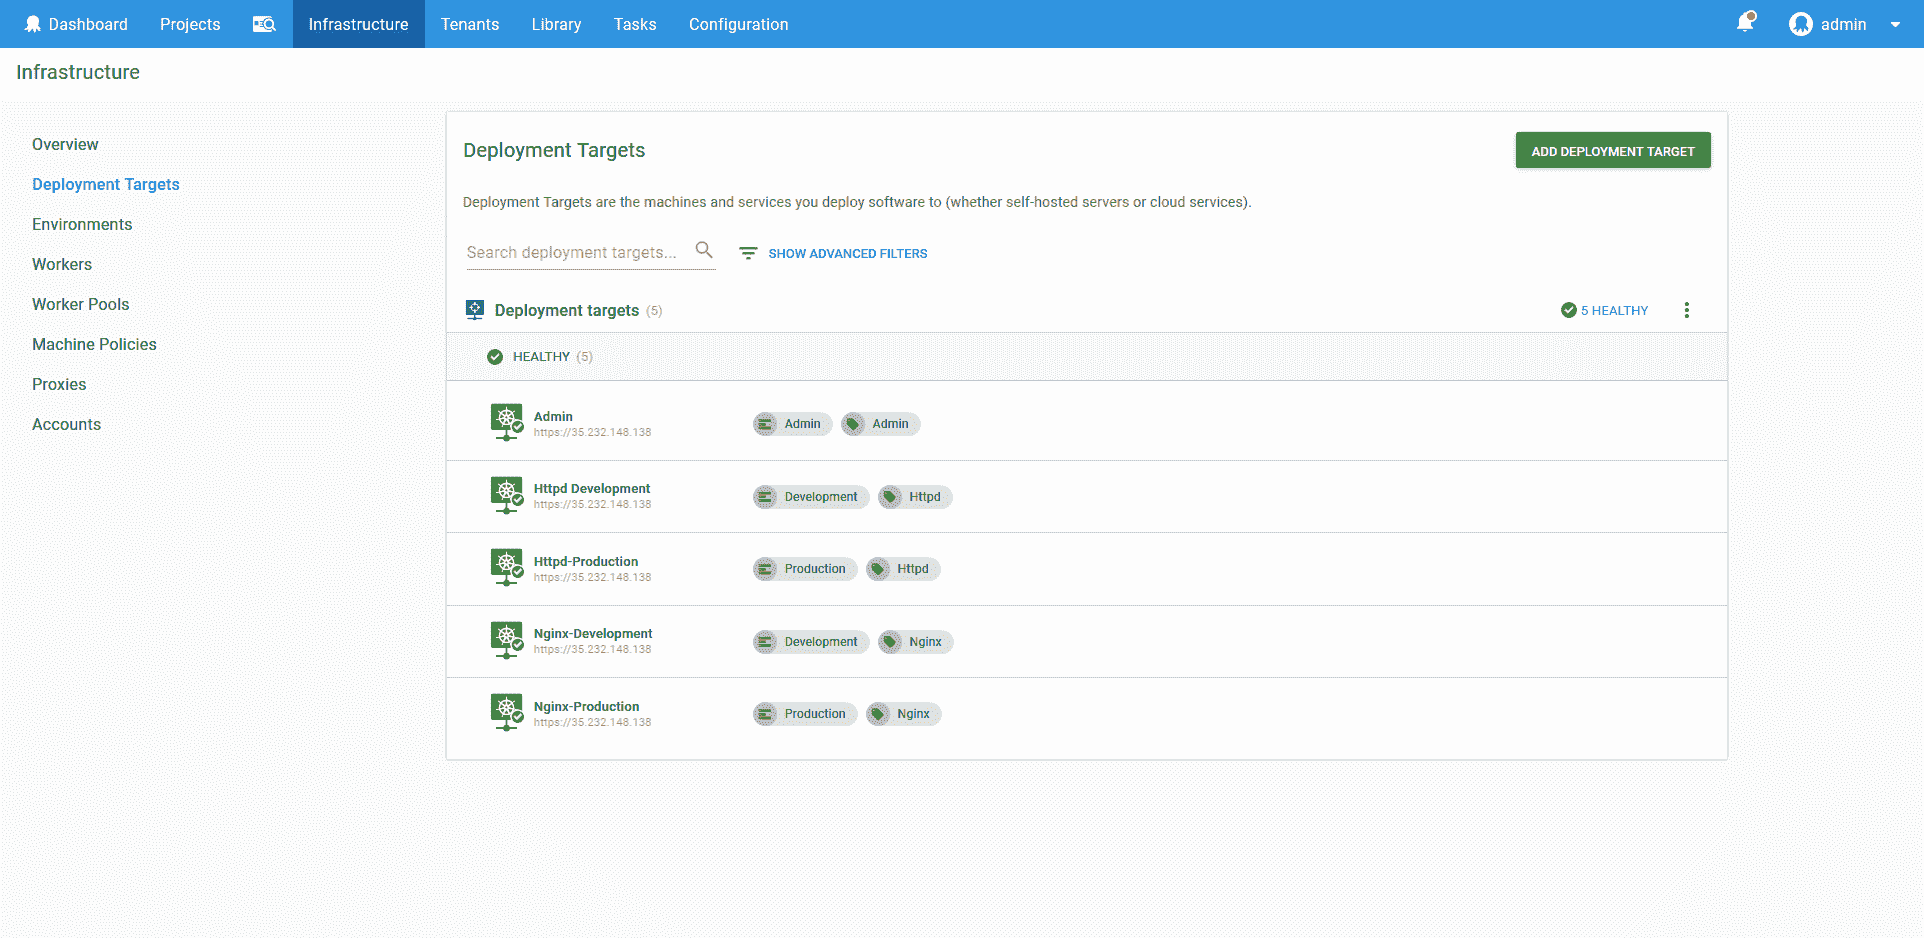 Dashboard Projects Infrastructure Tenants Library Tasks Configuration admin
Infrastructure
Overview
Deployment Targets
Environments
Workers
Worker Pools
Machine Policies
Proxies
Accounts
Deployment Targets
ADD DEPLOYMENT TARGET
Deployment Targets are the machines and services you deploy software to (whether self-hosted servers or cloud services).
Search deployment targets... SHOW ADVANCED FILTERS
Deployment targets (5) 5 HEALTHY
HEALTHY (5)
Admin
https://35.232.148.138
Admin Admin
Httpd Development
https://35.232.148.138
Development Httpd
Httpd-Production
https://35.232.148.138
Production Httpd
Nginx-Development
https://35.232.148.138
Development Nginx
Nginx-Production
https://35.232.148.138
Production Nginx